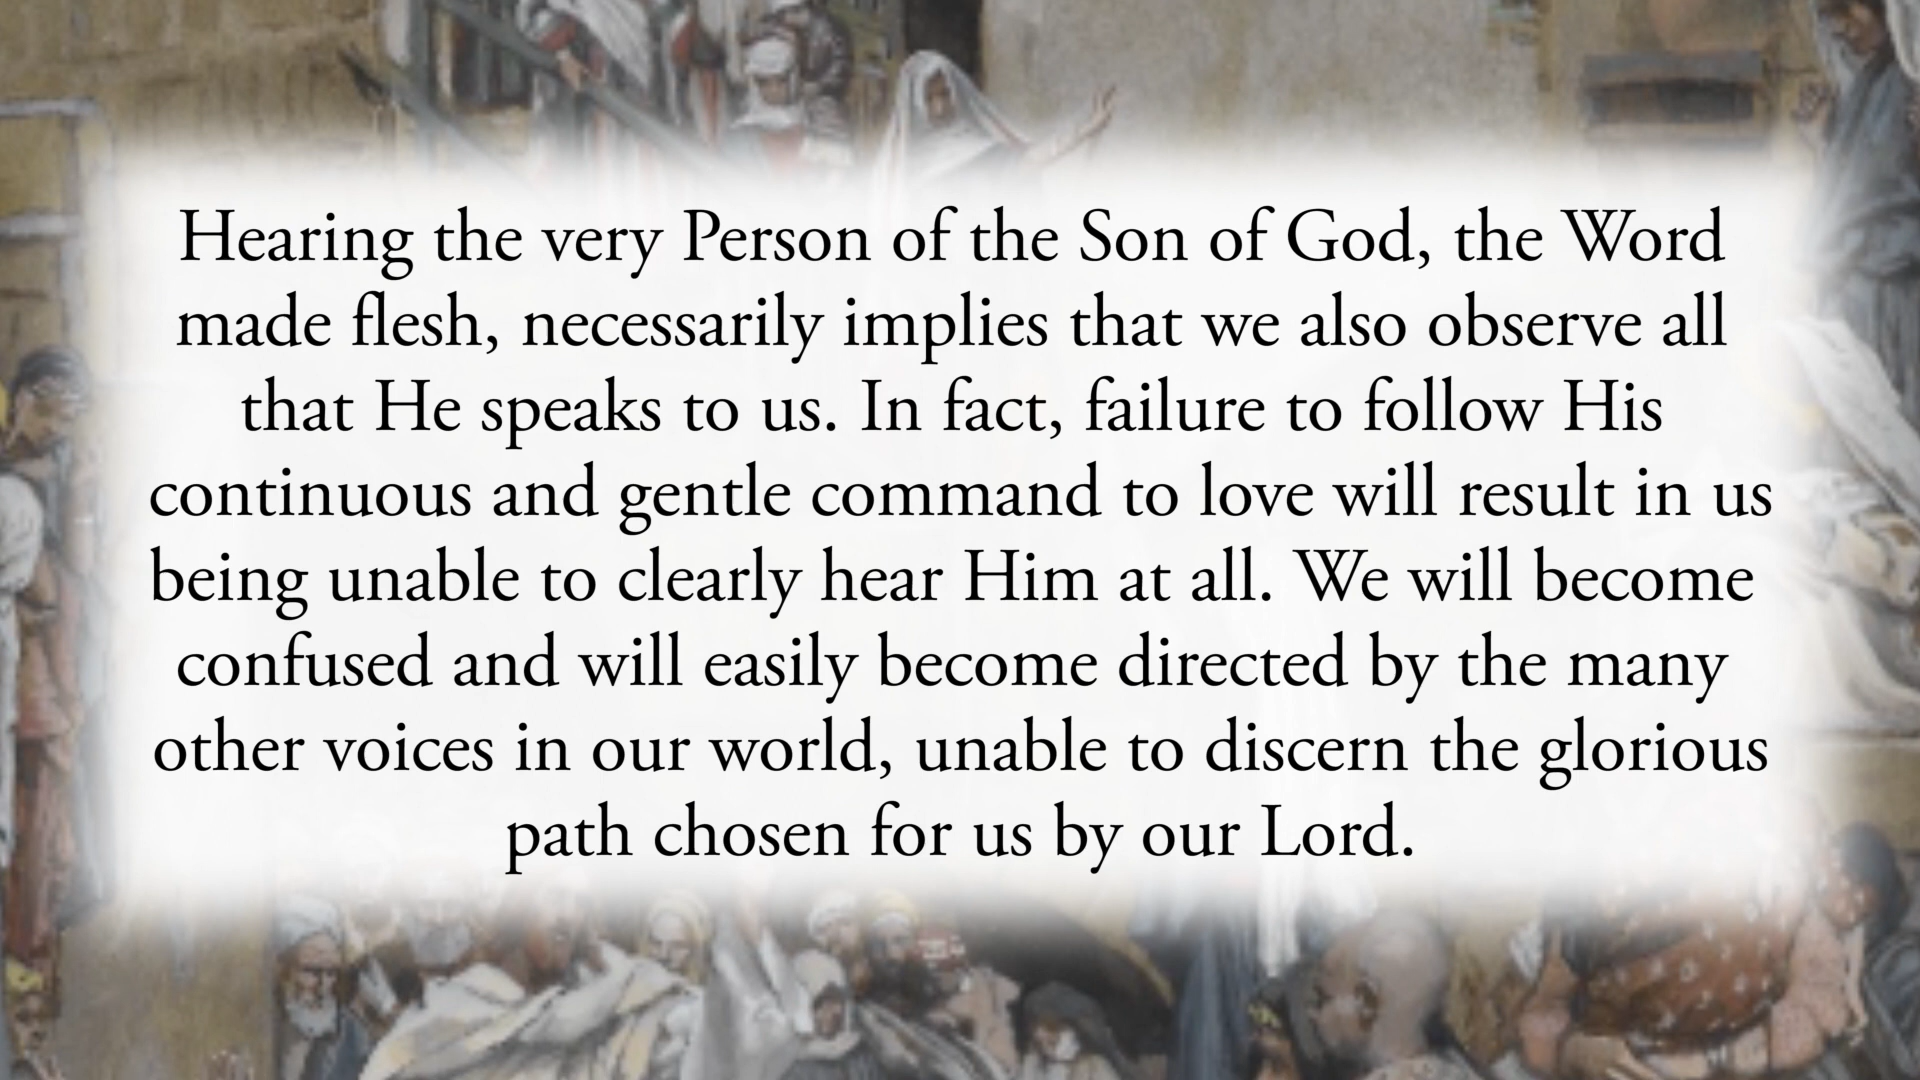 Hearing the very Person of the Son of God, the Word
made flesh, necessarily implies that we also observe all
that He speaks to us. In fact, failure to follow His
continuous and gentle command to love will result in us
being unable to clearly hear Him at all. We will become
confused and will easily become directed by the many
other voices in our world, unable to discern the glorious
path chosen for us by our Lord.